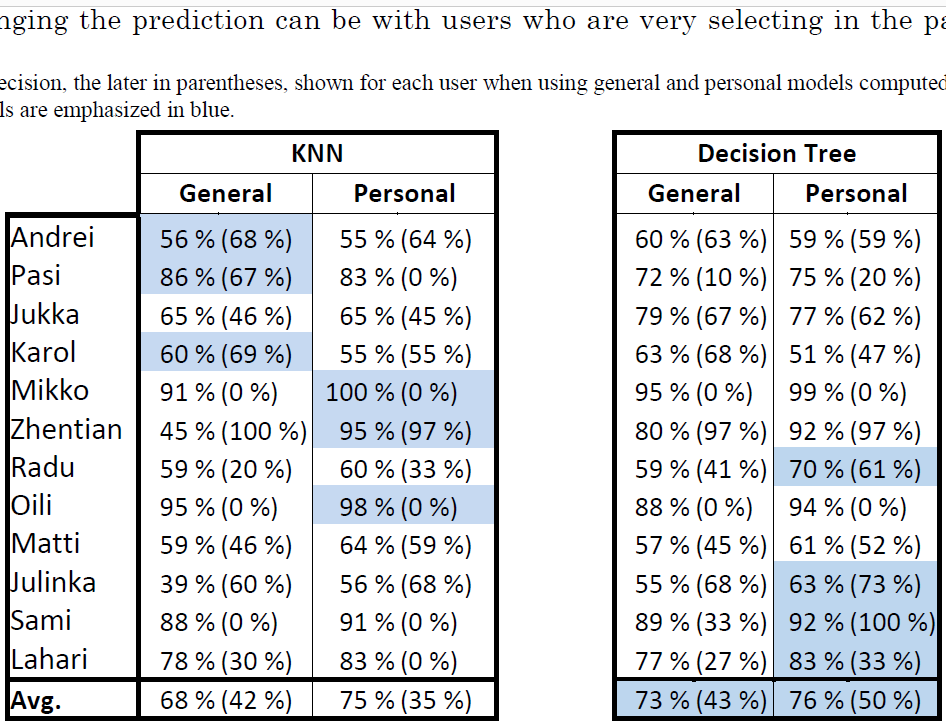 nging the prediction can be with users who are very selecting in the pa
ecision, the later in parentheses, shown for each user when using general and personal models computed
ls are emphasized in blue.
KNN Decision Tree
General Personal General Personal
Andrei 56 % (68 %) 55 % (64 %) 60 % (63 %) 59 % (59 %)
Pasi 86 % (67 %) 83 % (0 %) 72 % (10 %) 75 % (20 %)
Jukka 65 % (46 %) 65 % (45 %) 79 % (67 %) 77 % (62 %)
Karol 60 % (69 %) 55 % (55 %) 63 % (68 %) 51 % (47 %)
Mikko 91 % (0 %) 100 % (0 %) 95 % (0 %) 99 % (0 %)
Zhentian 45 % (100 %) 95 % (97 %) 80 % (97 %) 92 % (97 %)
Radu 59 % (20 %) 60 % (33 %) 59 % (41 %) 70 % (61 %)
Oili 95 % (0 %) 98 % (0 %) 88 % (0 %) 94 % (0 %)
Matti 59 % (46 %) 64 % (59 %) 57 % (45 %) 61 % (52 %)
Julinka 39 % (60 %) 56 % (68 %) 55 % (68 %) 63 % (73 %)
Sami 88 % (0 %) 91 % (0 %) 89 % (33 %) 92 % (100 %)
Lahari 78 % (30 %) 83 % (0 %) 77 % (27 %) 83 % (33 %)
Avg. 68 % (42 %) 75 % (35 %) 73 % (43 %) 76 % (50 %)